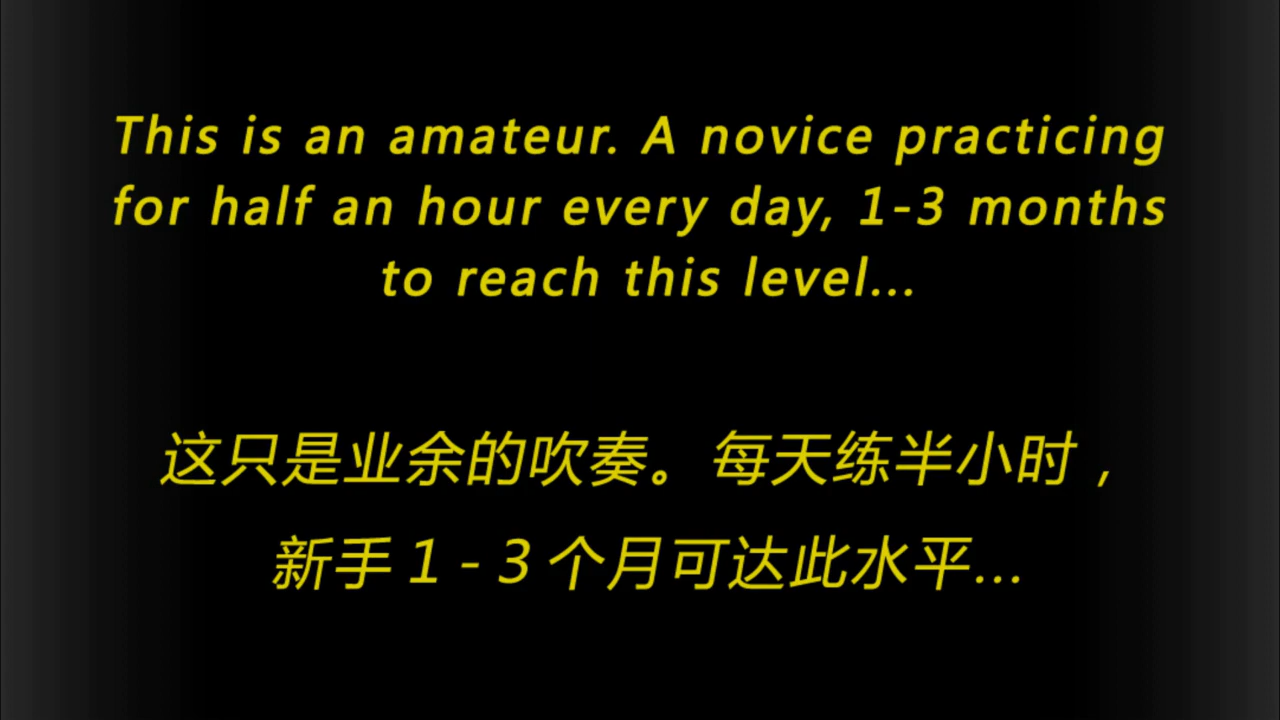 This is an amateur. A novice practicing
for half an hour every day, 1-3 months
to reach this level...
这只是业余的吹奏。每天练半小时，
新手1-3个月可达此水平...